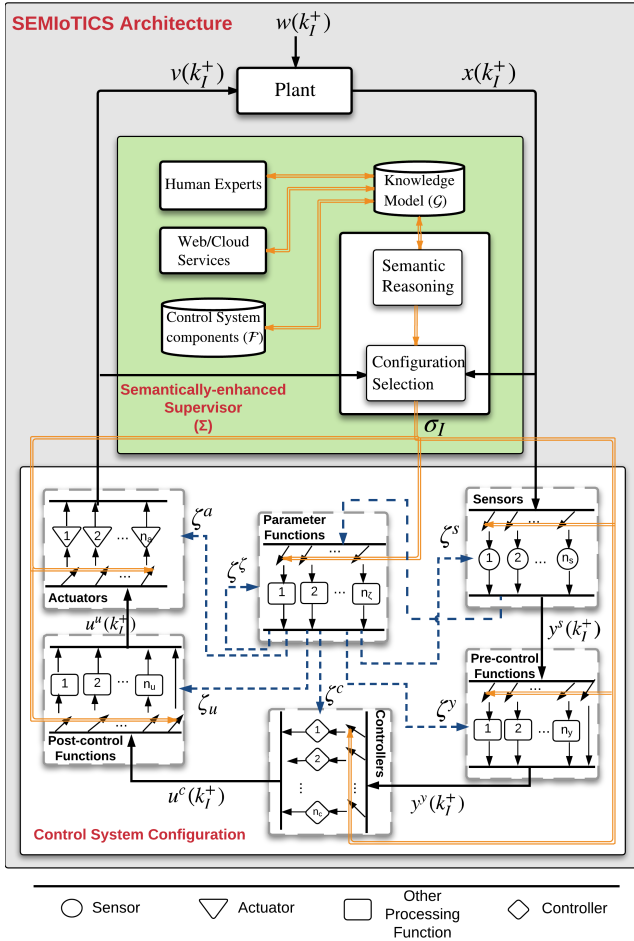 SEMIoTICS Architecture
w(k_I^+)
v(k_I^+)
x(k_I^+)
Plant
Human Experts
Knowledge
Model (𝒢)
Web/Cloud
Services
Semantic
Reasoning
Control System
components (ℱ)
Configuration
Selection
Semantically-enhanced
Supervisor
(Σ)
σ_I
ζ^a
Parameter
Functions
...
1
2
...
n_ζ
ζ^ζ
Sensors
...
1
2
...
n_s
ζ^s
1
2
...
n_a
...
Actuators
u^u(k_I^+)
y^s(k_I^+)
1
2
...
n_u
...
Post-control
Functions
ζ_u
ζ^c
Controllers
1
2
...
n_c
...
Pre-control
Functions
...
1
2
...
n_y
ζ^y
u^c(k_I^+)
y^y(k_I^+)
Control System Configuration
Sensor
Actuator
Other
Processing
Function
Controller